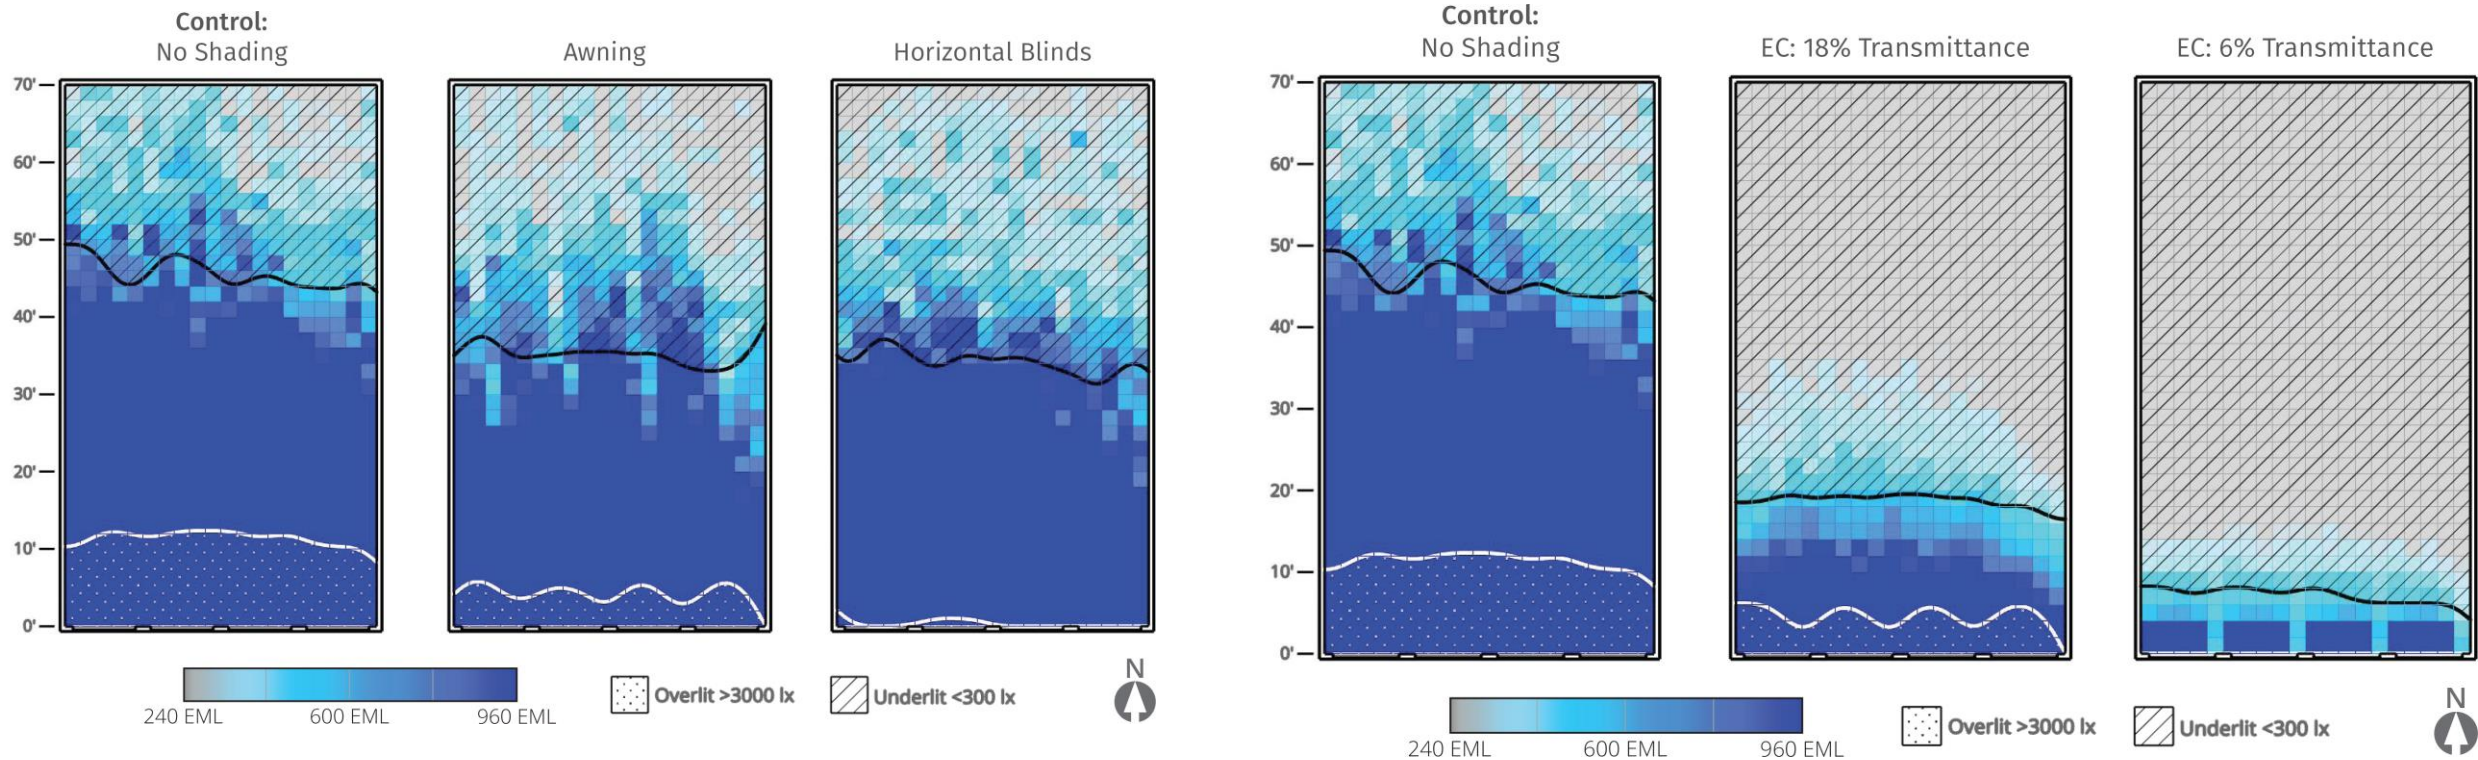 Control:
No Shading
Awning
Horizontal Blinds
70'
60'
50'
40'
30'
20'
10'
0'
240 EML
600 EML
960 EML
Overlit >3000 lx
Underlit <300 lx
N
Control:
No Shading
EC: 18% Transmittance
EC: 6% Transmittance
70'
60'
50'
40'
30'
20'
10'
0'
240 EML
600 EML
960 EML
Overlit >3000 lx
Underlit <300 lx
N